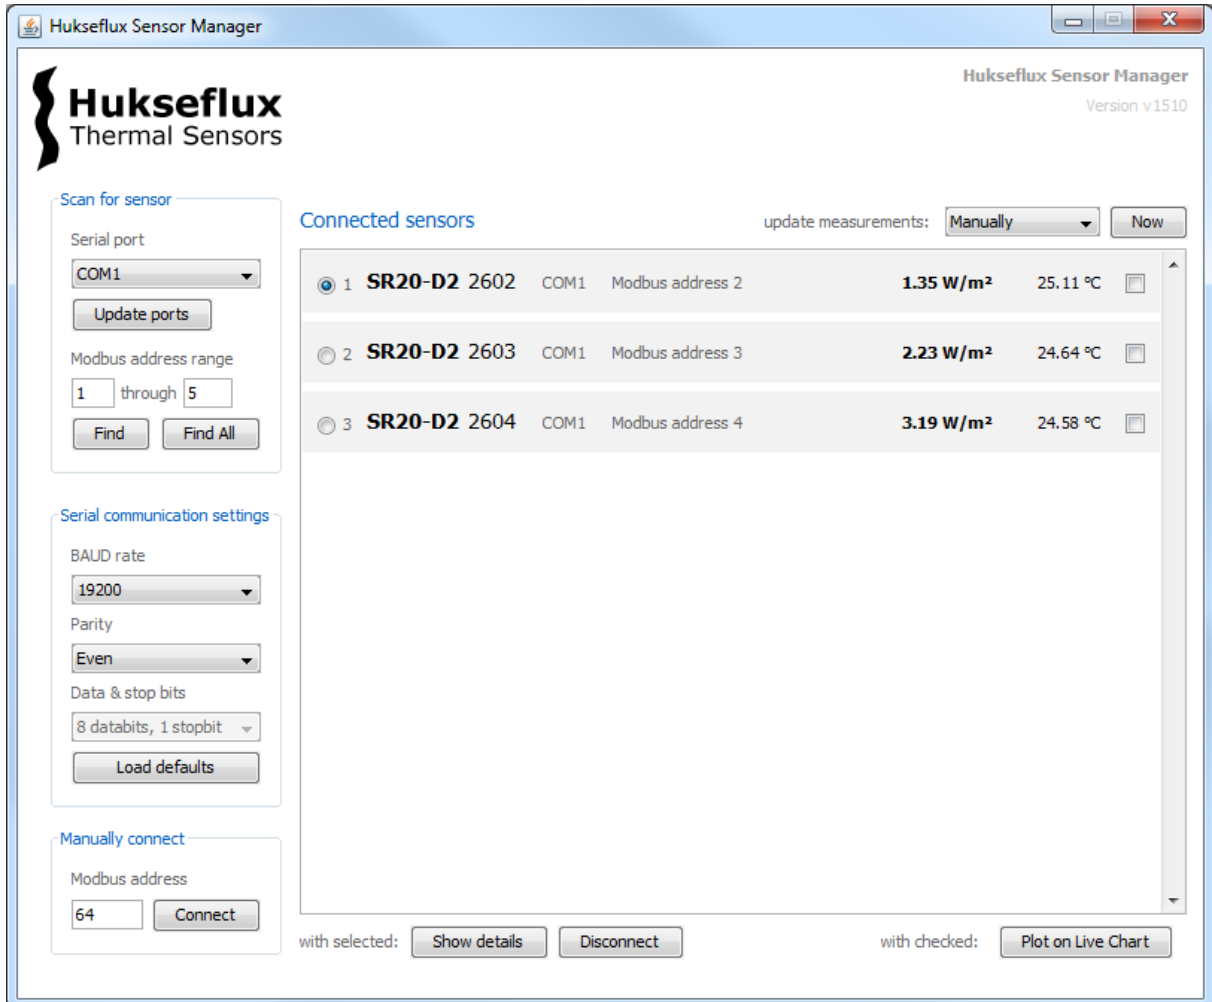 Hukseflux Sensor Manager
Hukseflux
Thermal Sensors
Hukseflux Sensor Manager
Version v1510
Scan for sensor
Serial port
COM1
Update ports
Modbus address range
1 through 5
Find Find All
Serial communication settings
BAUD rate
19200
Parity
Even
Data & stop bits
8 databits, 1 stopbit
Load defaults
Manually connect
Modbus address
64 Connect
Connected sensors update measurements: Manually Now
1 SR20-D2 2602 COM1 Modbus address 2 1.35 W/m² 25.11 ºC
2 SR20-D2 2603 COM1 Modbus address 3 2.23 W/m² 24.64 ºC
3 SR20-D2 2604 COM1 Modbus address 4 3.19 W/m² 24.58 ºC
with selected: Show details Disconnect with checked: Plot on Live Chart